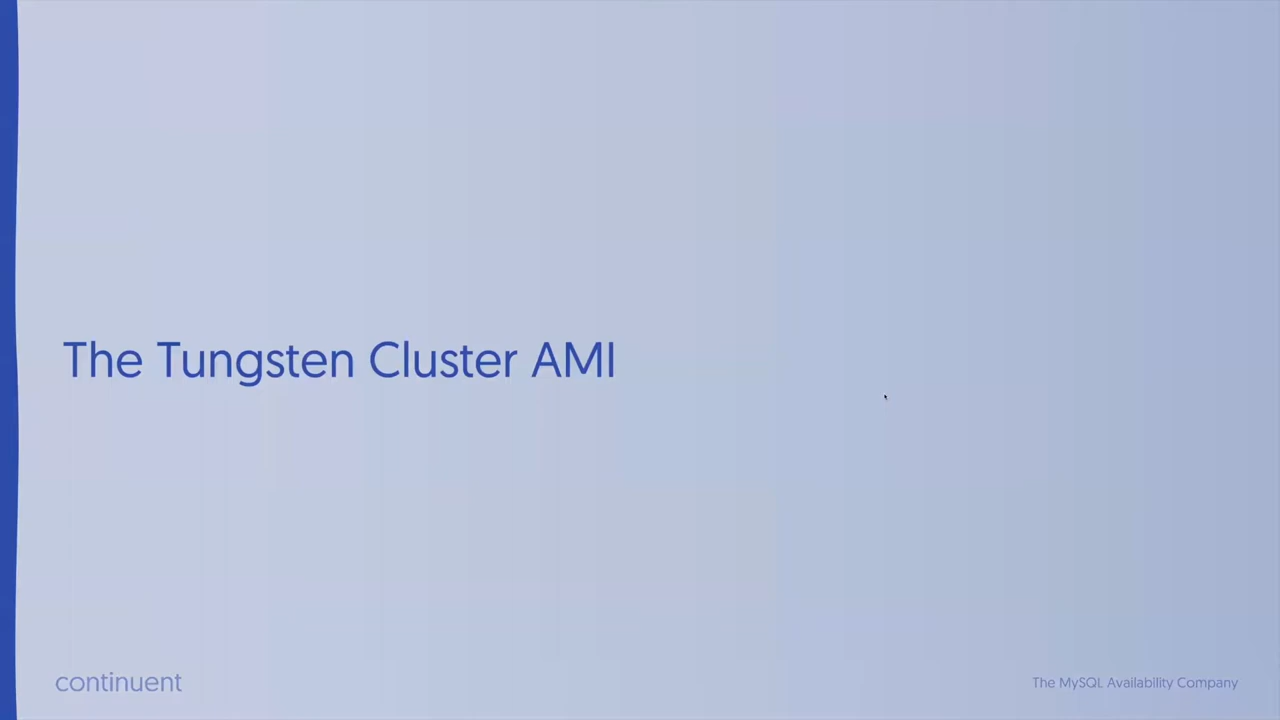 The Tungsten Cluster AMI
continuent
The MySQL Availability Company